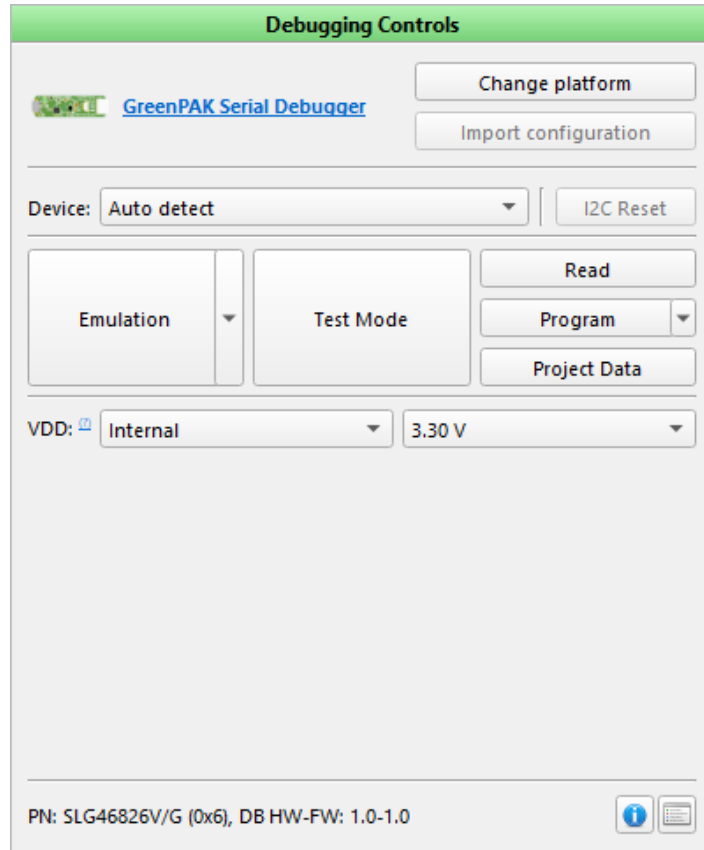 Debugging Controls
GreenPAK Serial Debugger
Change platform
Import configuration
Device: Auto detect
I2C Reset
Emulation
Test Mode
Read
Program
Project Data
VDD: (?) Internal
3.30 V
PN: SLG46826V/G (0x6), DB HW-FW: 1.0-1.0